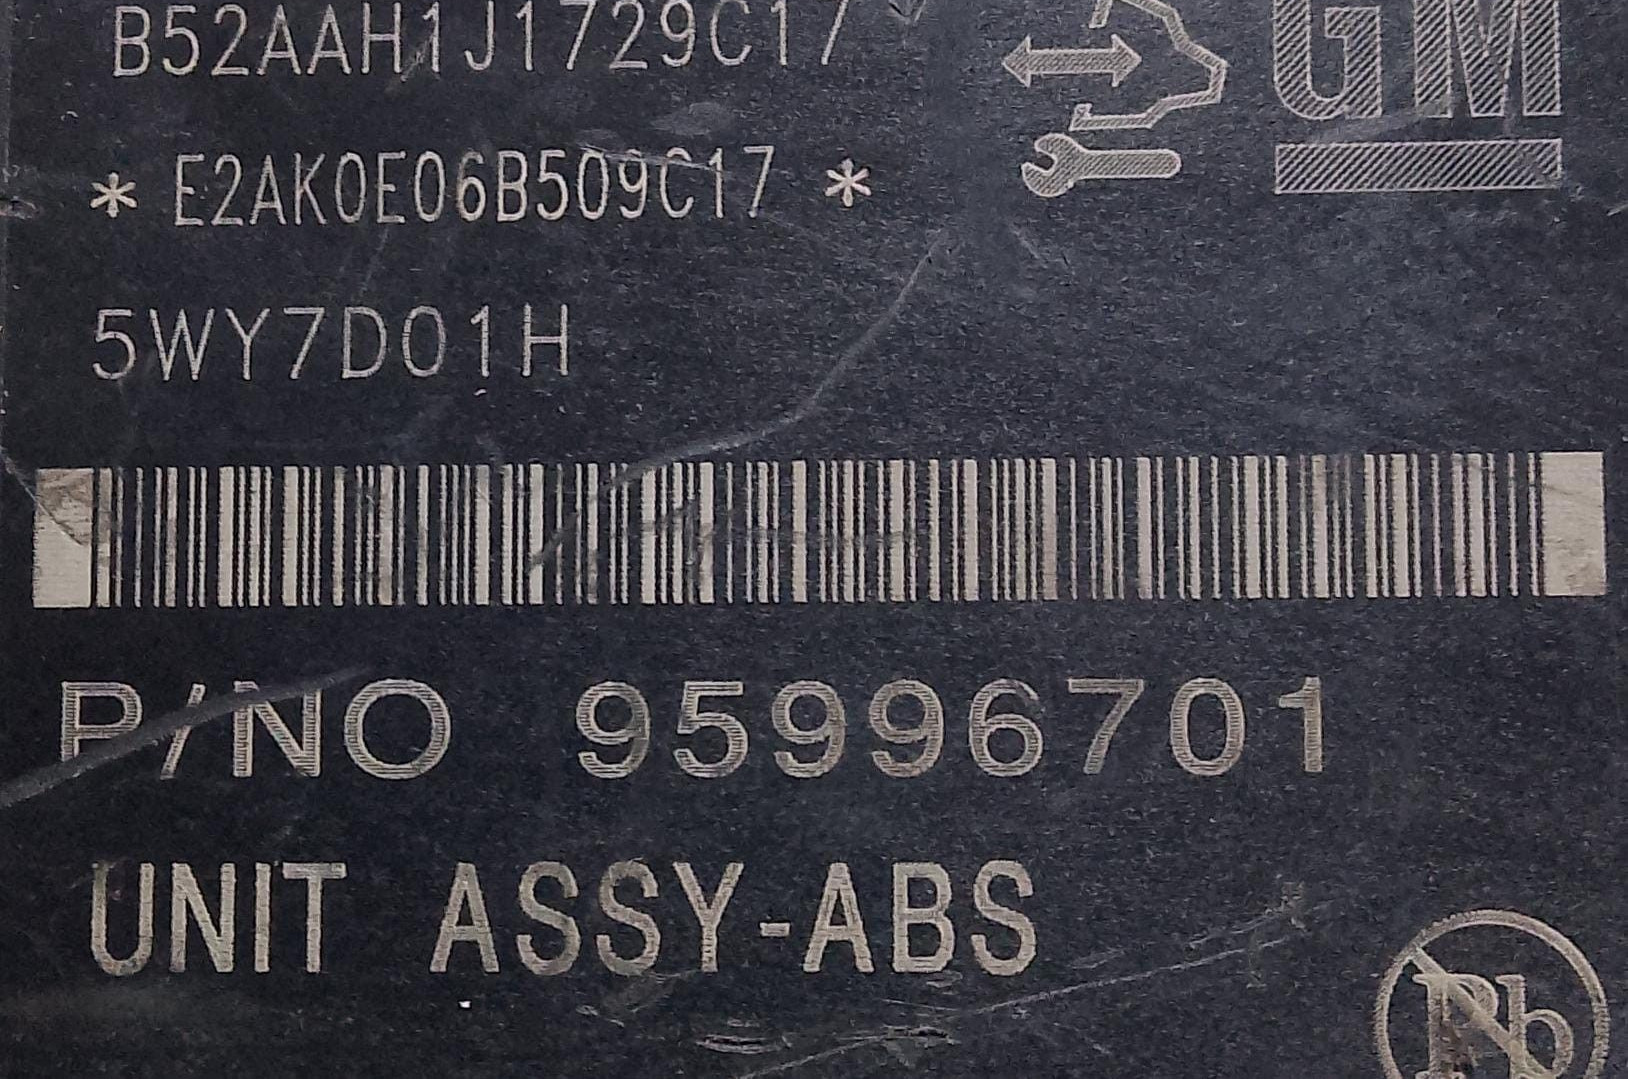 B52AAH1J1729C17
GM
* E2AK0E06B509C17 *
5WY7D01H
P/NO 95996701
UNIT ASSY-ABS
Pb